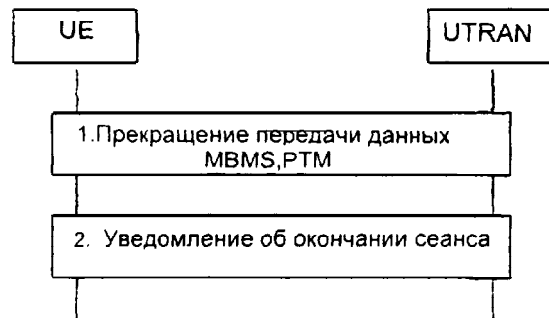 UE
UTRAN
1.Прекращение передачи данных
MBMS,PTM
2. Уведомление об окончании сеанса